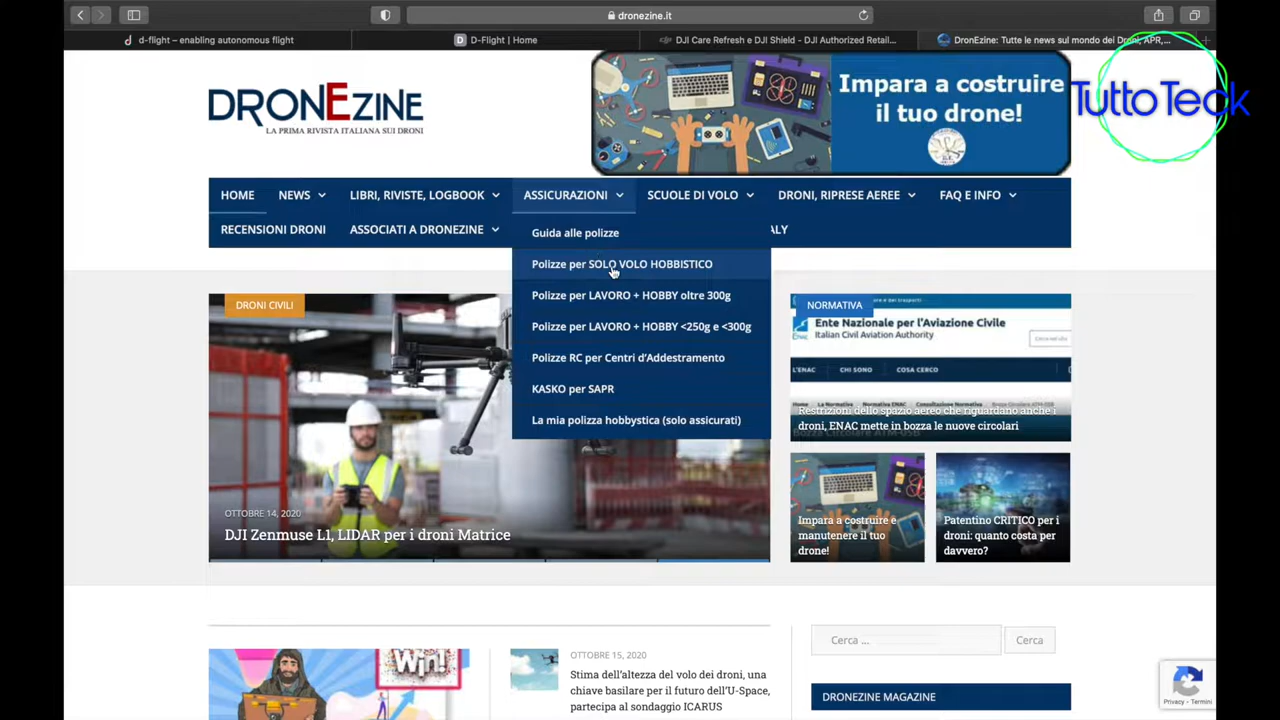 dronezine.it
d-flight – enabling autonomous flight
D-Flight | Home
DJI Care Refresh e DJI Shield - DJI Authorized Retail...
DronEzine: Tutte le news sul mondo dei Droni, APR,...
TuttoTeck
DRONEZINE
LA PRIMA RIVISTA ITALIANA SUI DRONI
Impara a costruire
il tuo drone!
HOME
NEWS
LIBRI, RIVISTE, LOGBOOK
ASSICURAZIONI
SCUOLE DI VOLO
DRONI, RIPRESE AEREE
FAQ E INFO
RECENSIONI DRONI
ASSOCIATI A DRONEZINE
ALY
Guida alle polizze
Polizze per SOLO VOLO HOBBISTICO
Polizze per LAVORO + HOBBY oltre 300g
Polizze per LAVORO + HOBBY <250g e <300g
Polizze RC per Centri d’Addestramento
KASKO per SAPR
La mia polizza hobbystica (solo assicurati)
DRONI CIVILI
OTTOBRE 14, 2020
DJI Zenmuse L1, LIDAR per i droni Matrice
NORMATIVA
Ente Nazionale per l'Aviazione Civile
Italian Civil Aviation Authority
L'ENAC
CHI SONO
COSA CERCO
Restrizioni dello spazio aereo che riguardano anche i
droni, ENAC mette in bozza le nuove circolari
Impara a costruire e
manutenere il tuo
drone!
Patentino CRITICO per i
droni: quanto costa per
davvero?
Win!
OTTOBRE 15, 2020
Stima dell’altezza del volo dei droni, una
chiave basilare per il futuro dell’U-Space,
partecipa al sondaggio ICARUS
Cerca ...
Cerca
DRONEZINE MAGAZINE
Privacy - Termini